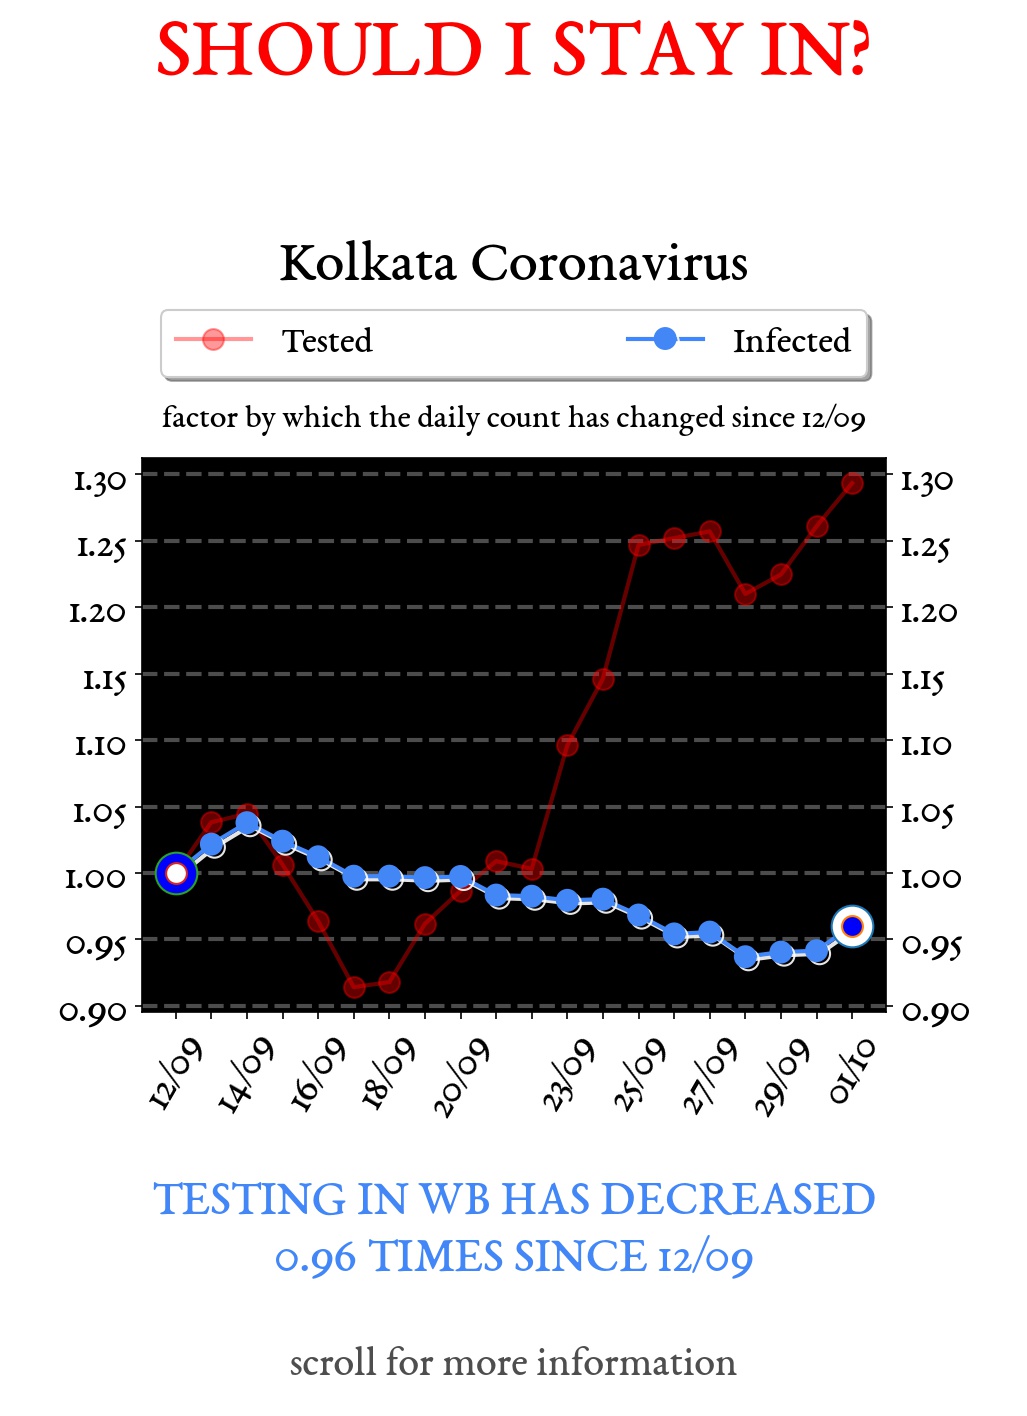 SHOULD I STAY IN?
Kolkata Coronavirus
Tested Infected
factor by which the daily count has changed since 12/09
1.30 1.30
1.25 1.25
1.20 1.20
1.15 1.15
1.10 1.10
1.05 1.05
1.00 1.00
0.95 0.95
0.90 0.90
12/09 14/09 16/09 18/09 20/09 23/09 25/09 27/09 29/09 01/10
TESTING IN WB HAS DECREASED
0.96 TIMES SINCE 12/09
scroll for more information